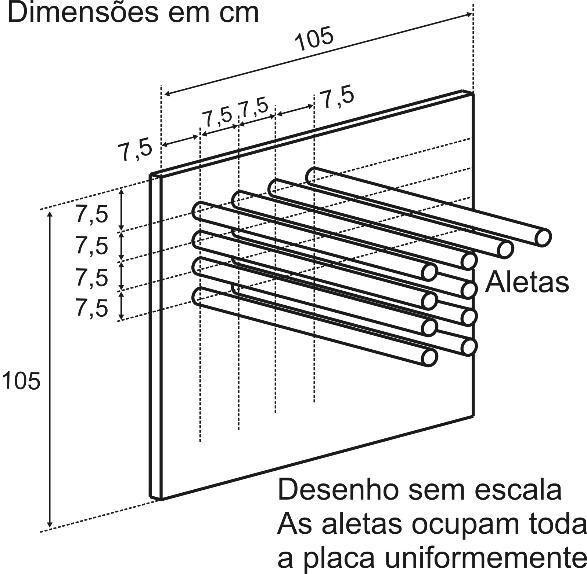 Dimensões em cm
105
7,5
7,5
7,5
7,5
7,5
7,5
7,5
7,5
Aletas
105
Desenho sem escala
As aletas ocupam toda
a placa uniformemente